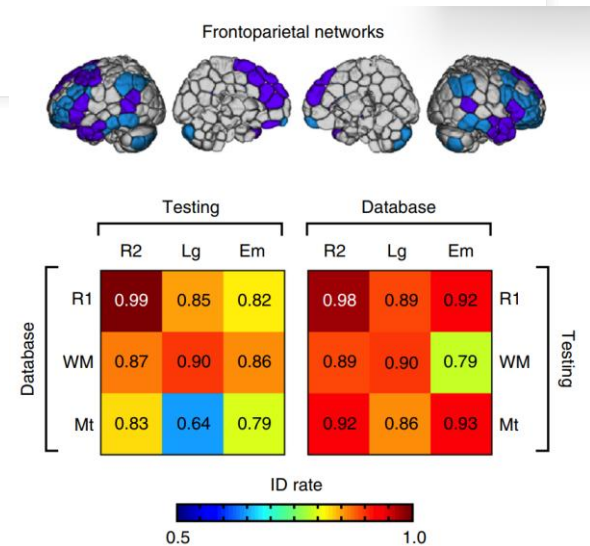 Frontoparietal networks
Testing
Database
R2 Lg Em
R2 Lg Em
Database
R1 0.99 0.85 0.82
0.98 0.89 0.92 R1
WM 0.87 0.90 0.86
0.89 0.90 0.79 WM
Mt 0.83 0.64 0.79
0.92 0.86 0.93 Mt
Testing
ID rate
0.5 1.0